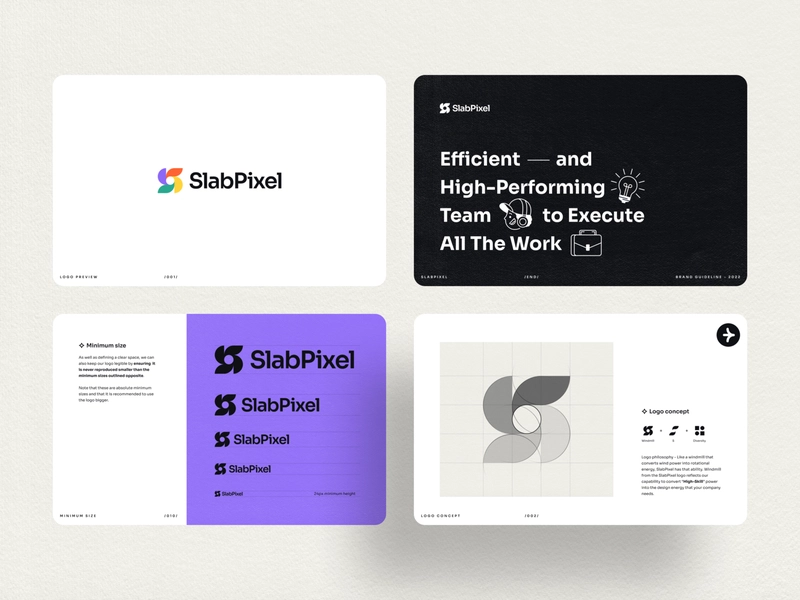 SlabPixel
LOGO PREVIEW
/001/
SlabPixel
Efficient — and
High-Performing
Team to Execute
All The Work
SLABPIXEL
/END/
BRAND GUIDELINE - 2022
Minimum size
As well as defining a clear space, we can
also keep our logo legible by ensuring it
is never reproduced smaller than the
minimum sizes outlined opposite.
Note that these are absolute minimum
sizes and that it is recommended to use
the logo bigger.
SlabPixel
SlabPixel
SlabPixel
SlabPixel
SlabPixel
24px minimum height
MINIMUM SIZE
/010/
Logo concept
Windmill
S
Diversity
Logo philosophy - Like a windmill that
converts wind power into rotational
energy, SlabPixel has that ability. Windmill
from the SlabPixel logo reflects our
capability to convert "High-Skill" power
into the design energy that your company
needs.
LOGO CONCEPT
/002/